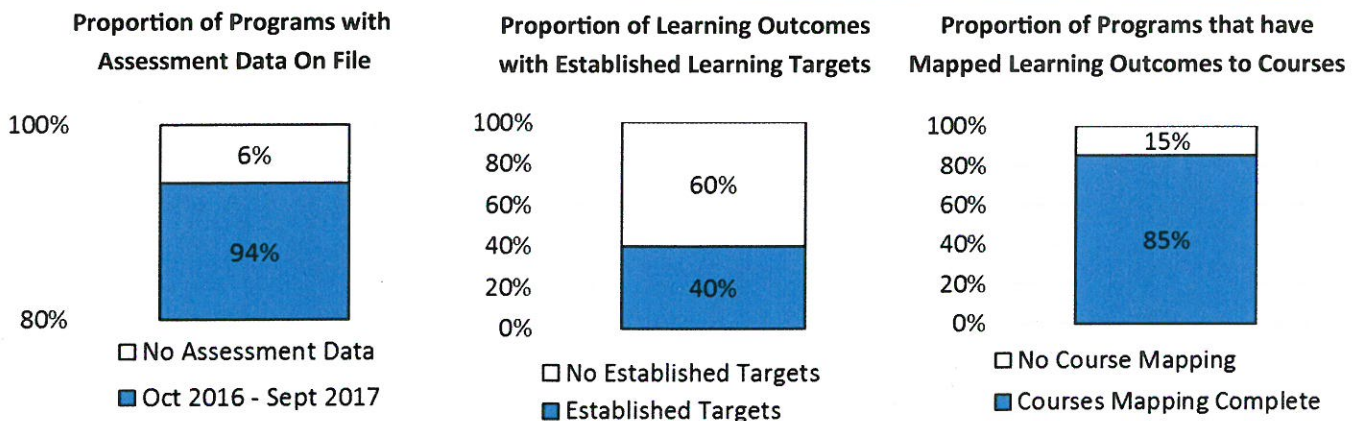 Proportion of Programs with
Assessment Data On File
100%
6%
94%
80%
No Assessment Data
Oct 2016 - Sept 2017
Proportion of Learning Outcomes
with Established Learning Targets
100%
80%
60%
60%
40%
40%
20%
0%
No Established Targets
Established Targets
Proportion of Programs that have
Mapped Learning Outcomes to Courses
100%
15%
80%
60%
85%
40%
20%
0%
No Course Mapping
Courses Mapping Complete